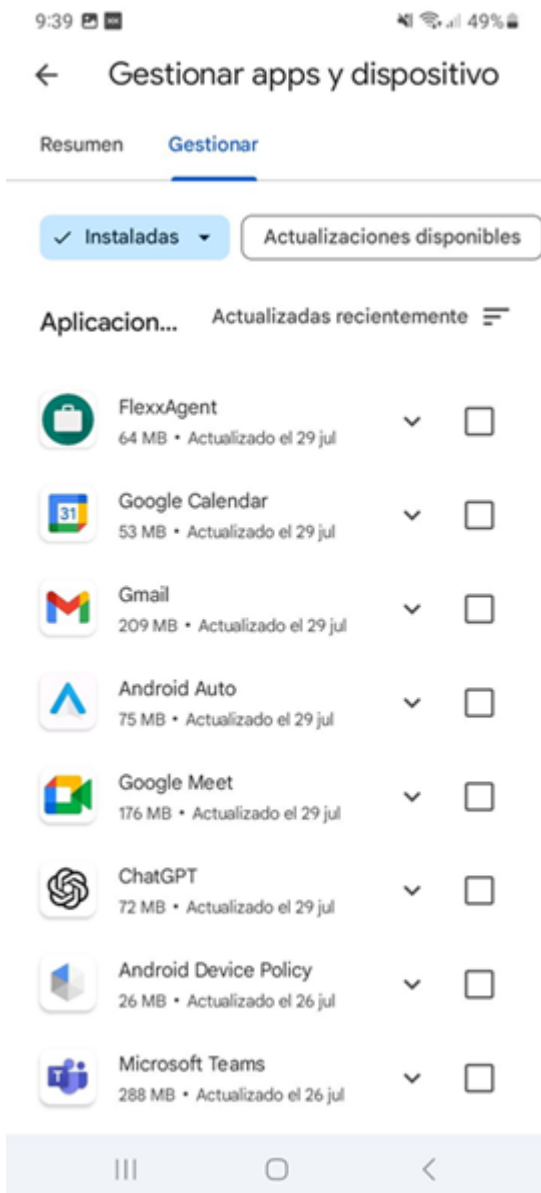 9:39
49%
Gestionar apps y dispositivo
Resumen
Gestionar
Instaladas
Actualizaciones disponibles
Aplicacion...
Actualizadas recientemente
FlexxAgent
64 MB • Actualizado el 29 jul
31
Google Calendar
53 MB • Actualizado el 29 jul
Gmail
209 MB • Actualizado el 29 jul
Android Auto
75 MB • Actualizado el 29 jul
Google Meet
176 MB • Actualizado el 29 jul
ChatGPT
72 MB • Actualizado el 29 jul
Android Device Policy
26 MB • Actualizado el 26 jul
T
Microsoft Teams
288 MB • Actualizado el 26 jul